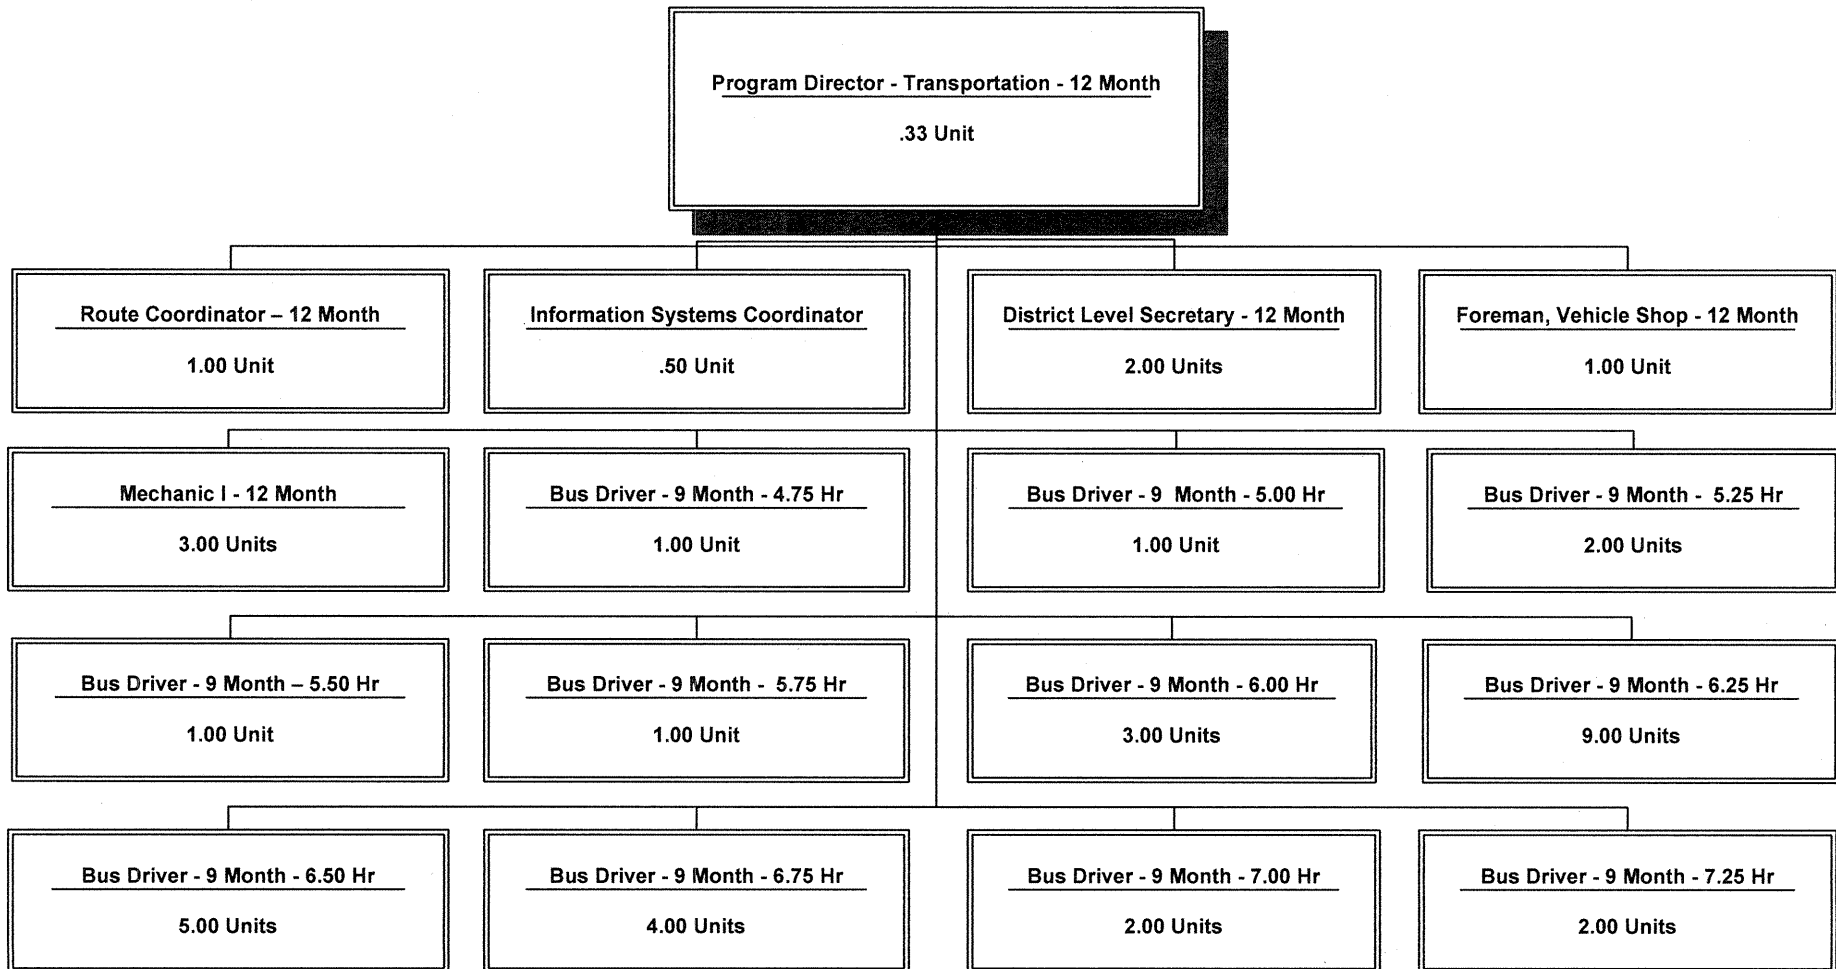 Program Director - Transportation - 12 Month
.33 Unit
Route Coordinator – 12 Month
1.00 Unit
Information Systems Coordinator
.50 Unit
District Level Secretary - 12 Month
2.00 Units
Foreman, Vehicle Shop - 12 Month
1.00 Unit
Mechanic I - 12 Month
3.00 Units
Bus Driver - 9 Month - 4.75 Hr
1.00 Unit
Bus Driver - 9 Month - 5.00 Hr
1.00 Unit
Bus Driver - 9 Month - 5.25 Hr
2.00 Units
Bus Driver - 9 Month – 5.50 Hr
1.00 Unit
Bus Driver - 9 Month - 5.75 Hr
1.00 Unit
Bus Driver - 9 Month - 6.00 Hr
3.00 Units
Bus Driver - 9 Month - 6.25 Hr
9.00 Units
Bus Driver - 9 Month - 6.50 Hr
5.00 Units
Bus Driver - 9 Month - 6.75 Hr
4.00 Units
Bus Driver - 9 Month - 7.00 Hr
2.00 Units
Bus Driver - 9 Month - 7.25 Hr
2.00 Units